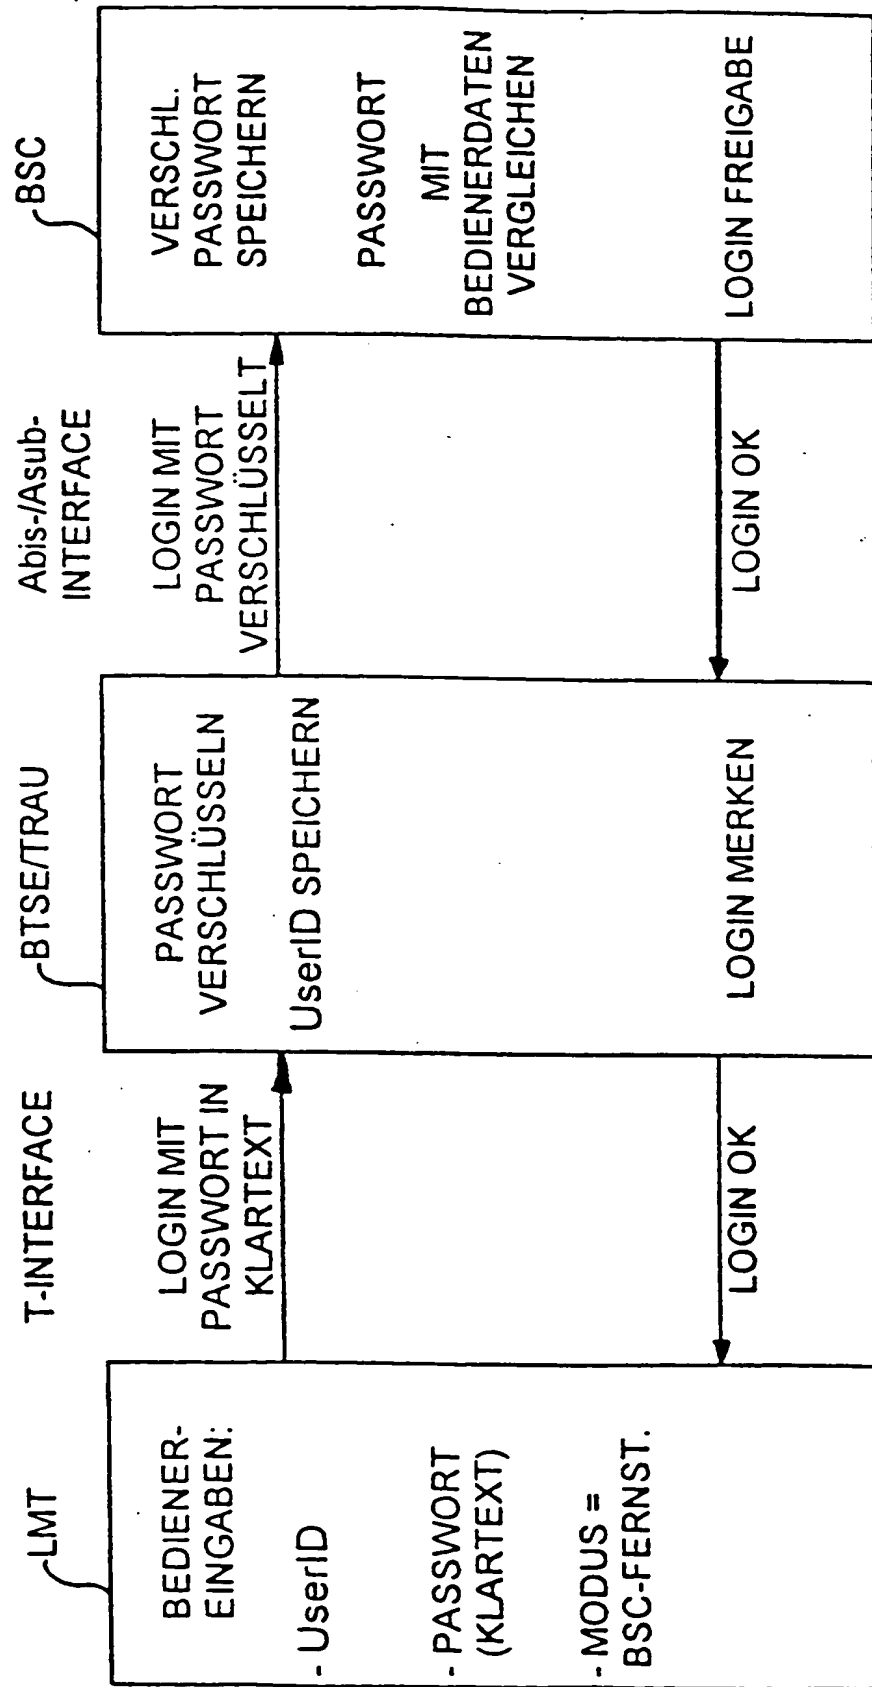 LMT
BEDIENER-
EINGABEN:
- UserID
- PASSWORT
(KLARTEXT)
- MODUS =
BSC-FERNST.
T-INTERFACE
LOGIN MIT
PASSWORT IN
KLARTEXT
LOGIN OK
BTSE/TRAU
PASSWORT
VERSCHLÜSSELN
UserID SPEICHERN
LOGIN MERKEN
Abis-/Asub-
INTERFACE
LOGIN MIT
PASSWORT
VERSCHLÜSSELT
LOGIN OK
BSC
VERSCHL.
PASSWORT
SPEICHERN
PASSWORT
MIT
BEDIENERDATEN
VERGLEICHEN
LOGIN FREIGABE